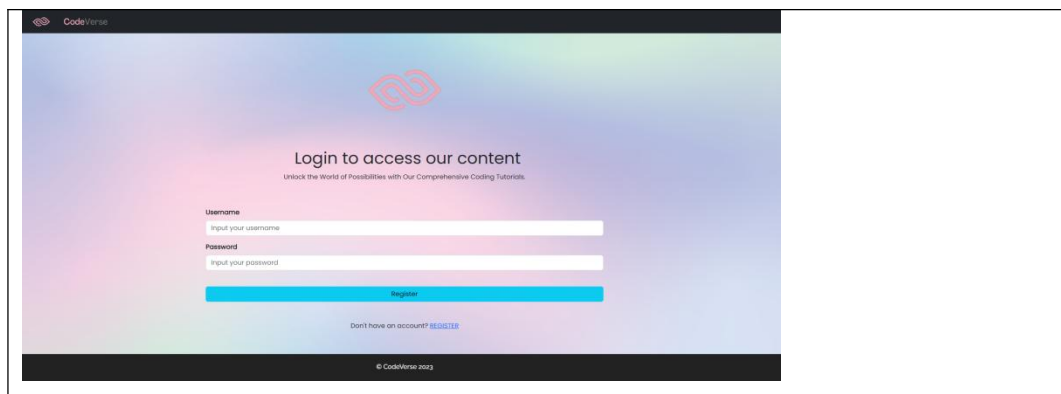 CodeVerse
Login to access our content
Unlock the World of Possibilities with Our Comprehensive Coding Tutorials.
Username
Input your username
Password
Input your password
Register
Don't have an account? REGISTER
© CodeVerse 2023